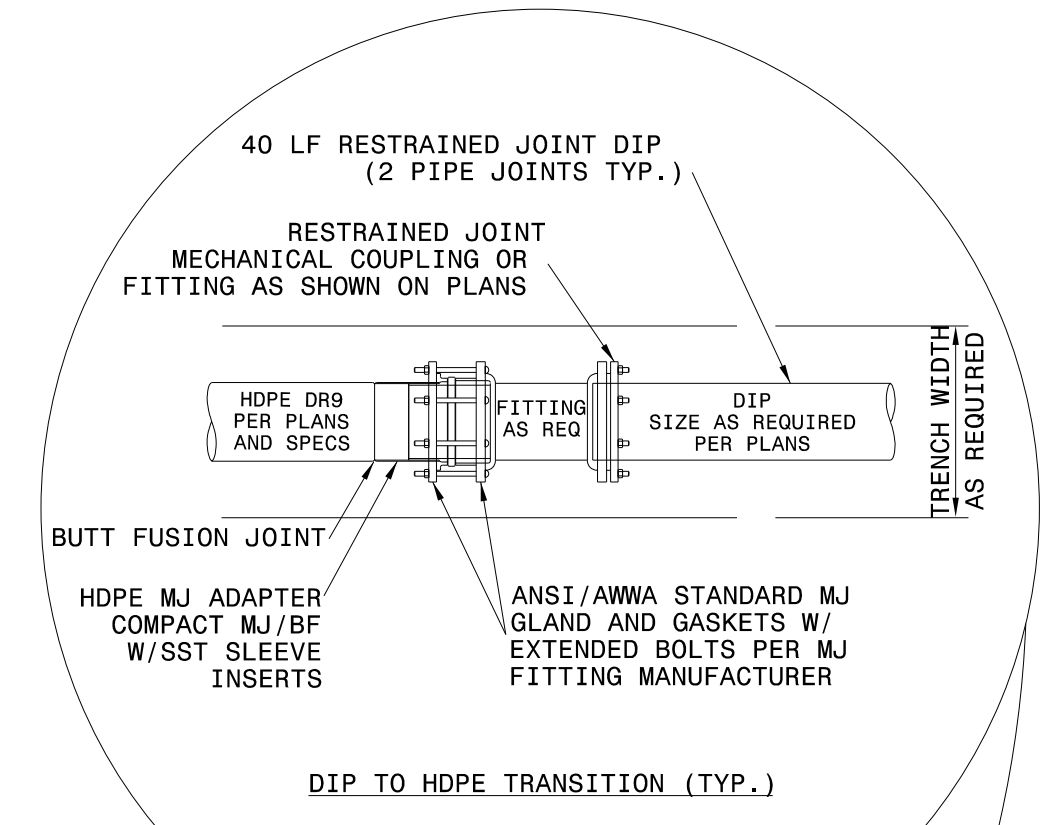 40 LF RESTRAINED JOINT DIP
(2 PIPE JOINTS TYP.)
RESTRAINED JOINT
MECHANICAL COUPLING OR
FITTING AS SHOWN ON PLANS
HDPE DR9
PER PLANS
AND SPECS
FITTING
AS REQ
DIP
SIZE AS REQUIRED
PER PLANS
TRENCH WIDTH
AS REQUIRED
BUTT FUSION JOINT
HDPE MJ ADAPTER
COMPACT MJ/BF
W/SST SLEEVE
INSERTS
ANSI/AWWA STANDARD MJ
GLAND AND GASKETS W/
EXTENDED BOLTS PER MJ
FITTING MANUFACTURER
DIP TO HDPE TRANSITION (TYP.)